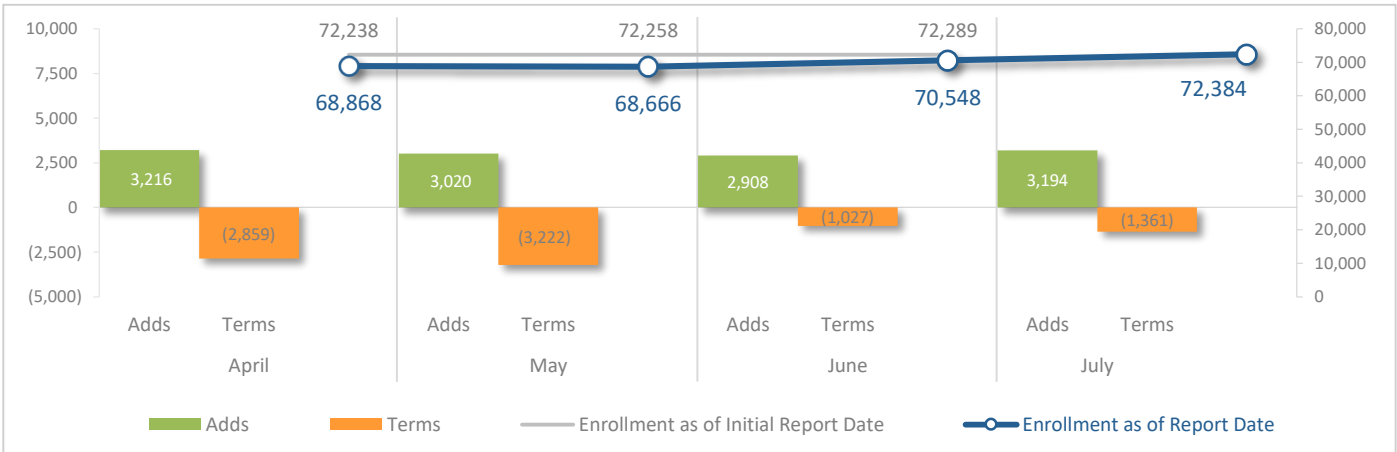 10,000 72,238 72,258 72,289 80,000
7,500 70,000
68,868 68,666 70,548 72,384 60,000
5,000 50,000
2,500 3,216 3,020 2,908 3,194 40,000
0 30,000
(2,859) (3,222) (1,027) (1,361) 20,000
(2,500) 10,000
(5,000) 0
Adds Terms Adds Terms Adds Terms Adds Terms
April May June July
Adds Terms Enrollment as of Initial Report Date Enrollment as of Report Date